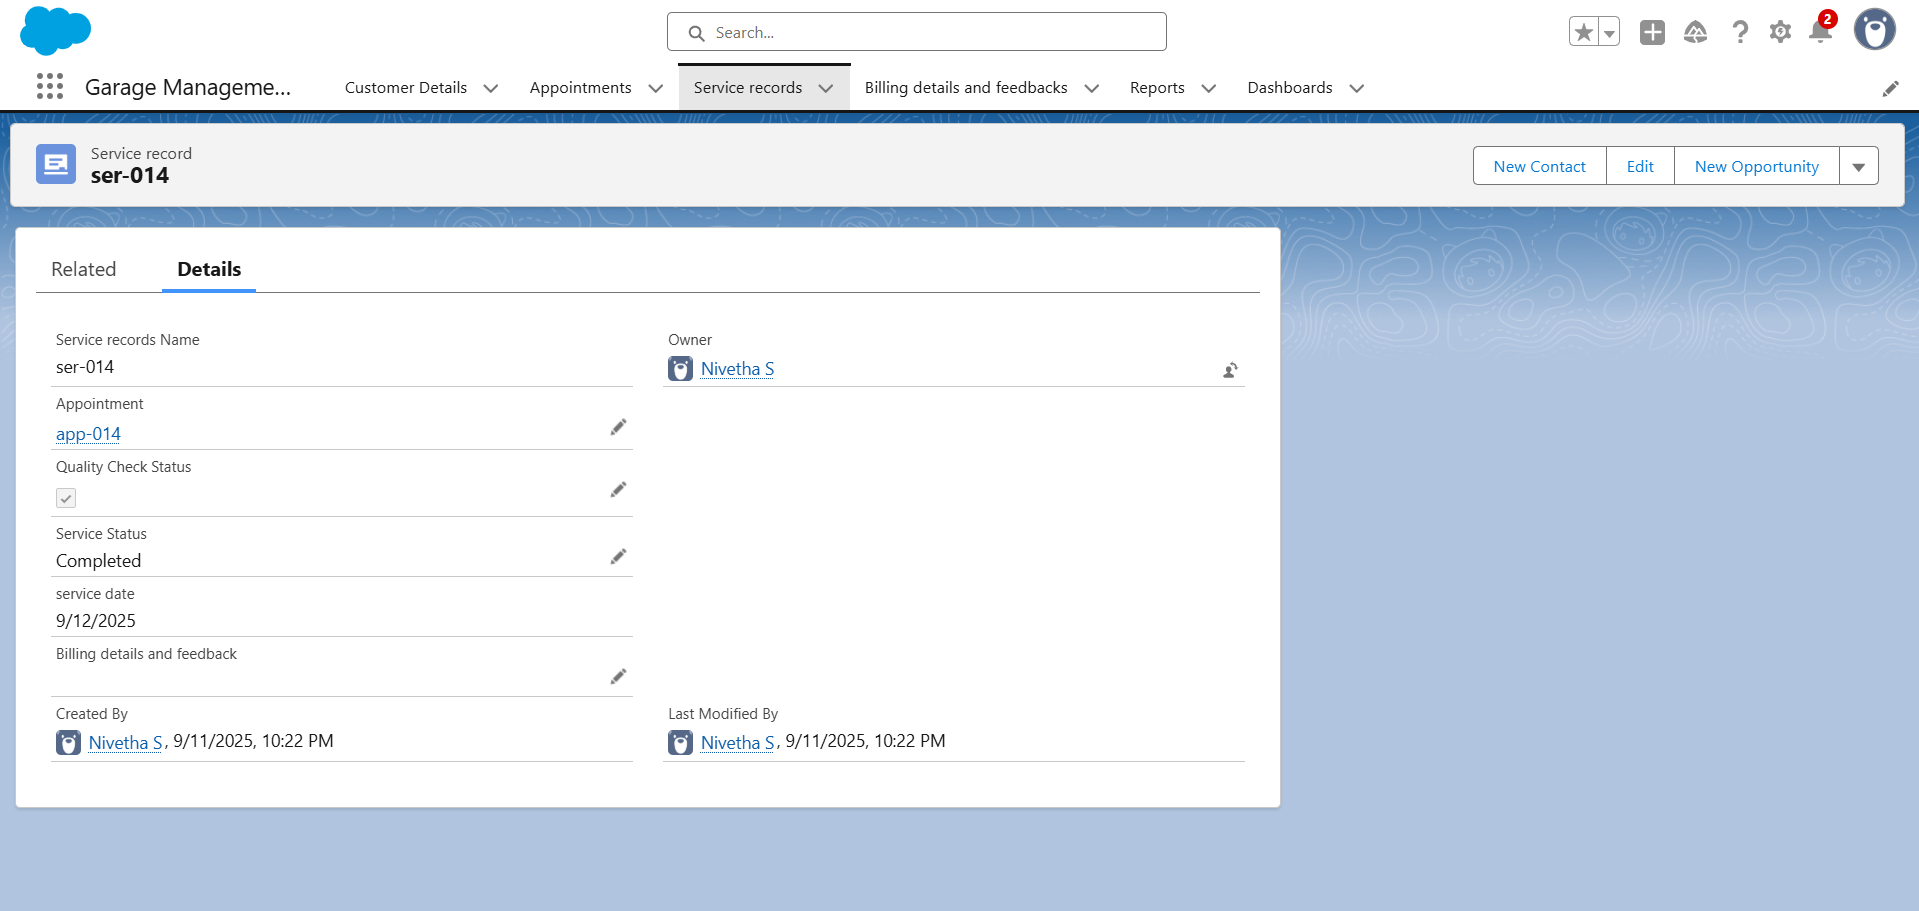 Search...
2
Garage Manageme...
Customer Details
Appointments
Service records
Billing details and feedbacks
Reports
Dashboards
Service record
ser-014
New Contact
Edit
New Opportunity
Related
Details
Service records Name
ser-014
Owner
Nivetha S
Appointment
app-014
Quality Check Status
Service Status
Completed
service date
9/12/2025
Billing details and feedback
Created By
Nivetha S, 9/11/2025, 10:22 PM
Last Modified By
Nivetha S, 9/11/2025, 10:22 PM